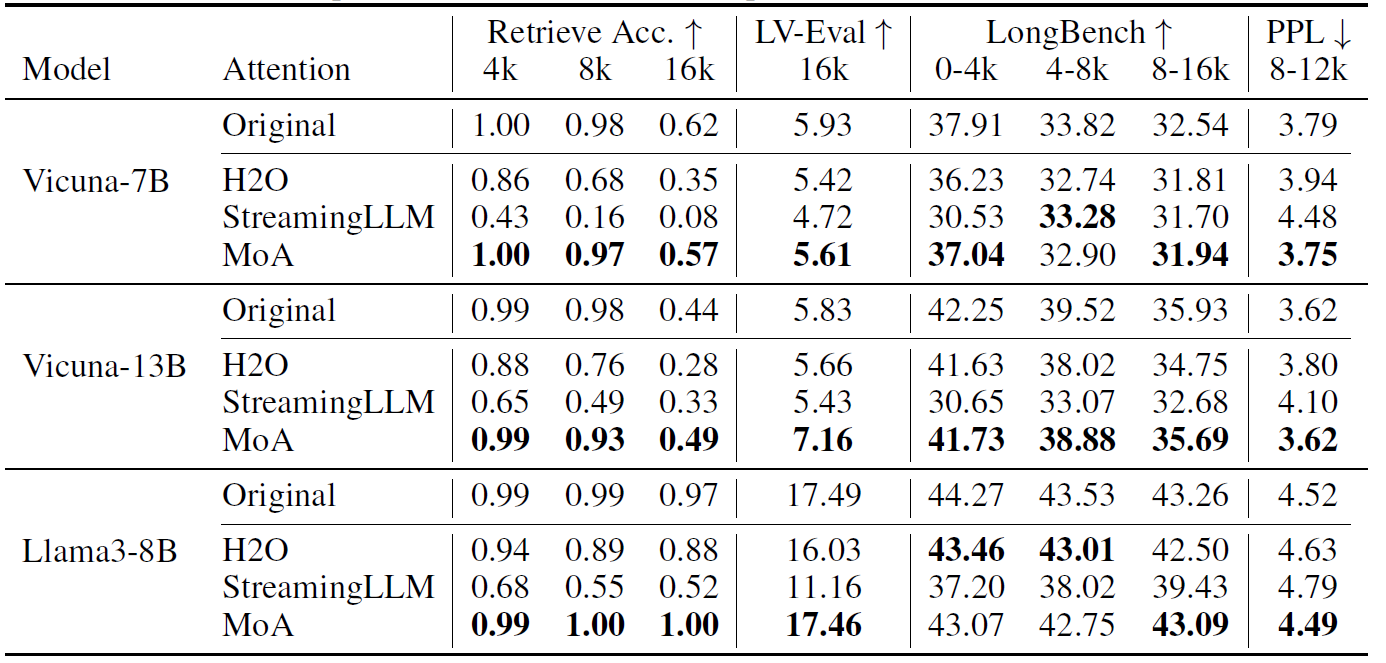 Retrieve Acc. ↑ LV-Eval ↑ LongBench ↑ PPL ↓
Model Attention 4k 8k 16k 16k 0-4k 4-8k 8-16k 8-12k
Original 1.00 0.98 0.62 5.93 37.91 33.82 32.54 3.79
Vicuna-7B H2O 0.86 0.68 0.35 5.42 36.23 32.74 31.81 3.94
StreamingLLM 0.43 0.16 0.08 4.72 30.53 33.28 31.70 4.48
MoA 1.00 0.97 0.57 5.61 37.04 32.90 31.94 3.75
Original 0.99 0.98 0.44 5.83 42.25 39.52 35.93 3.62
Vicuna-13B H2O 0.88 0.76 0.28 5.66 41.63 38.02 34.75 3.80
StreamingLLM 0.65 0.49 0.33 5.43 30.65 33.07 32.68 4.10
MoA 0.99 0.93 0.49 7.16 41.73 38.88 35.69 3.62
Original 0.99 0.99 0.97 17.49 44.27 43.53 43.26 4.52
Llama3-8B H2O 0.94 0.89 0.88 16.03 43.46 43.01 42.50 4.63
StreamingLLM 0.68 0.55 0.52 11.16 37.20 38.02 39.43 4.79
MoA 0.99 1.00 1.00 17.46 43.07 42.75 43.09 4.49